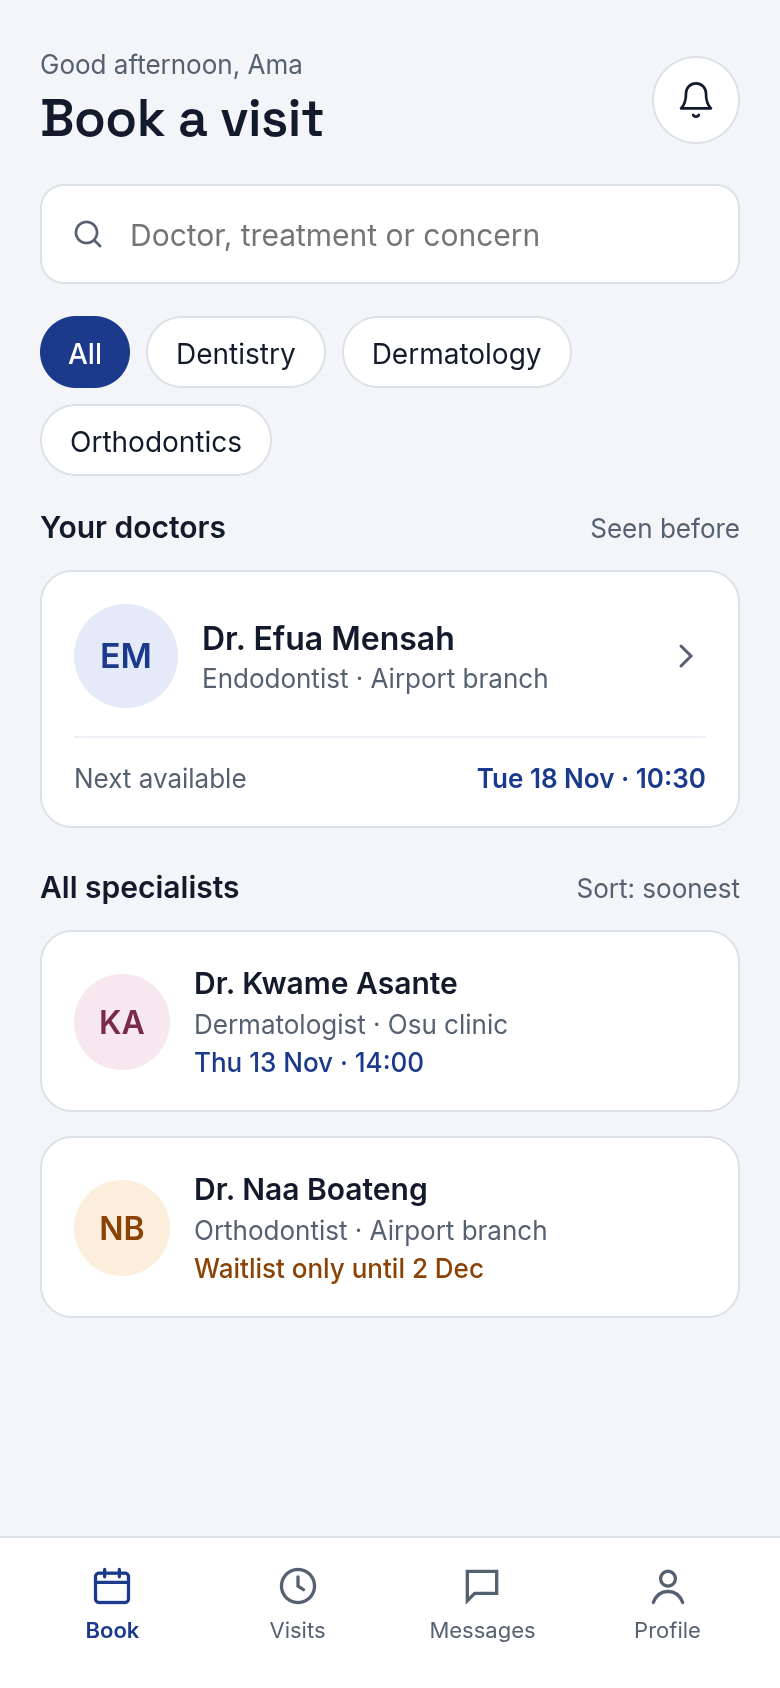 Good afternoon, Ama
Book a visit
Doctor, treatment or concern
All
Dentistry
Dermatology
Orthodontics
Your doctors
Seen before
EM
Dr. Efua Mensah
Endodontist · Airport branch
Next available
Tue 18 Nov · 10:30
All specialists
Sort: soonest
KA
Dr. Kwame Asante
Dermatologist · Osu clinic
Thu 13 Nov · 14:00
NB
Dr. Naa Boateng
Orthodontist · Airport branch
Waitlist only until 2 Dec
Book
Visits
Messages
Profile